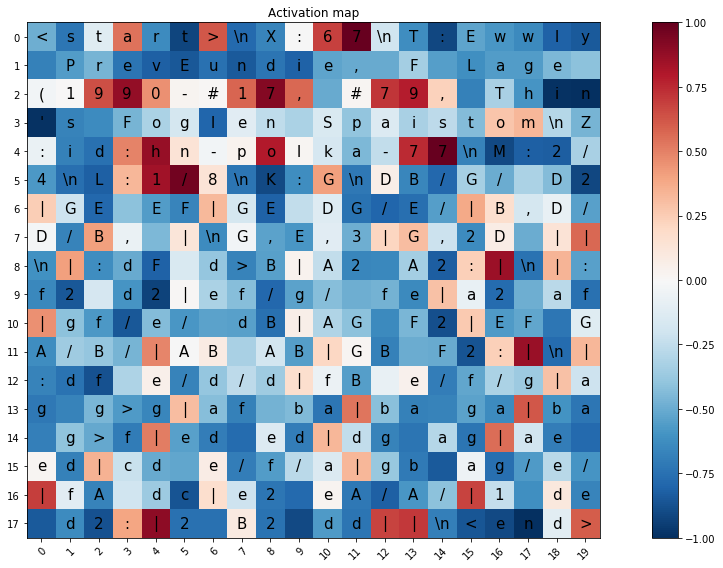 Activation map
0 < s t a r t > \n X : 6 7 \n T : E w w l y
1 P r e v E u n d i e , F L a g e
2 ( 1 9 9 0 - # 1 7 , # 7 9 , T h i n
3 ' s F o g l e n S p a i s t o m \n Z
4 : i d : h n - p o l k a - 7 7 \n M : 2 /
5 4 \n L : 1 / 8 \n K : G \n D B / G / D 2
6 | G E E F | G E D G / E / | B , D /
7 D / B , | \n G , E , 3 | G , 2 D | |
8 \n | : d F d > B | A 2 A 2 : | \n | :
9 f 2 d 2 | e f / g / f e | a 2 a f
10 | g f / e / d B | A G F 2 | E F G
11 A / B / | A B A B | G B F 2 : | \n |
12 : d f e / d / d | f B e / f / g | a
13 g g > g | a f b a | b a g a | b a
14 g > f | e d e d | d g a g | a e
15 e d | c d e / f / a | g b a g / e /
16 | f A d c | e 2 e A / A / | 1 d e
17 d 2 : | 2 B 2 d d | | \n < e n d >
0 1 2 3 4 5 6 7 8 9 10 11 12 13 14 15 16 17 18 19
1.00
0.75
0.50
0.25
0.00
−0.25
−0.50
−0.75
−1.00